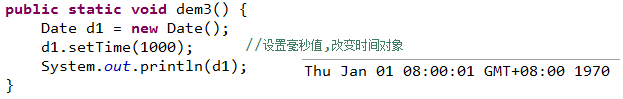 public static void dem3() {
Date d1 = new Date();
d1.setTime(1000); //设置毫秒值,改变时间对象
System.out.println(d1);
Thu Jan 01 08:00:01 GMT+08:00 1970
}